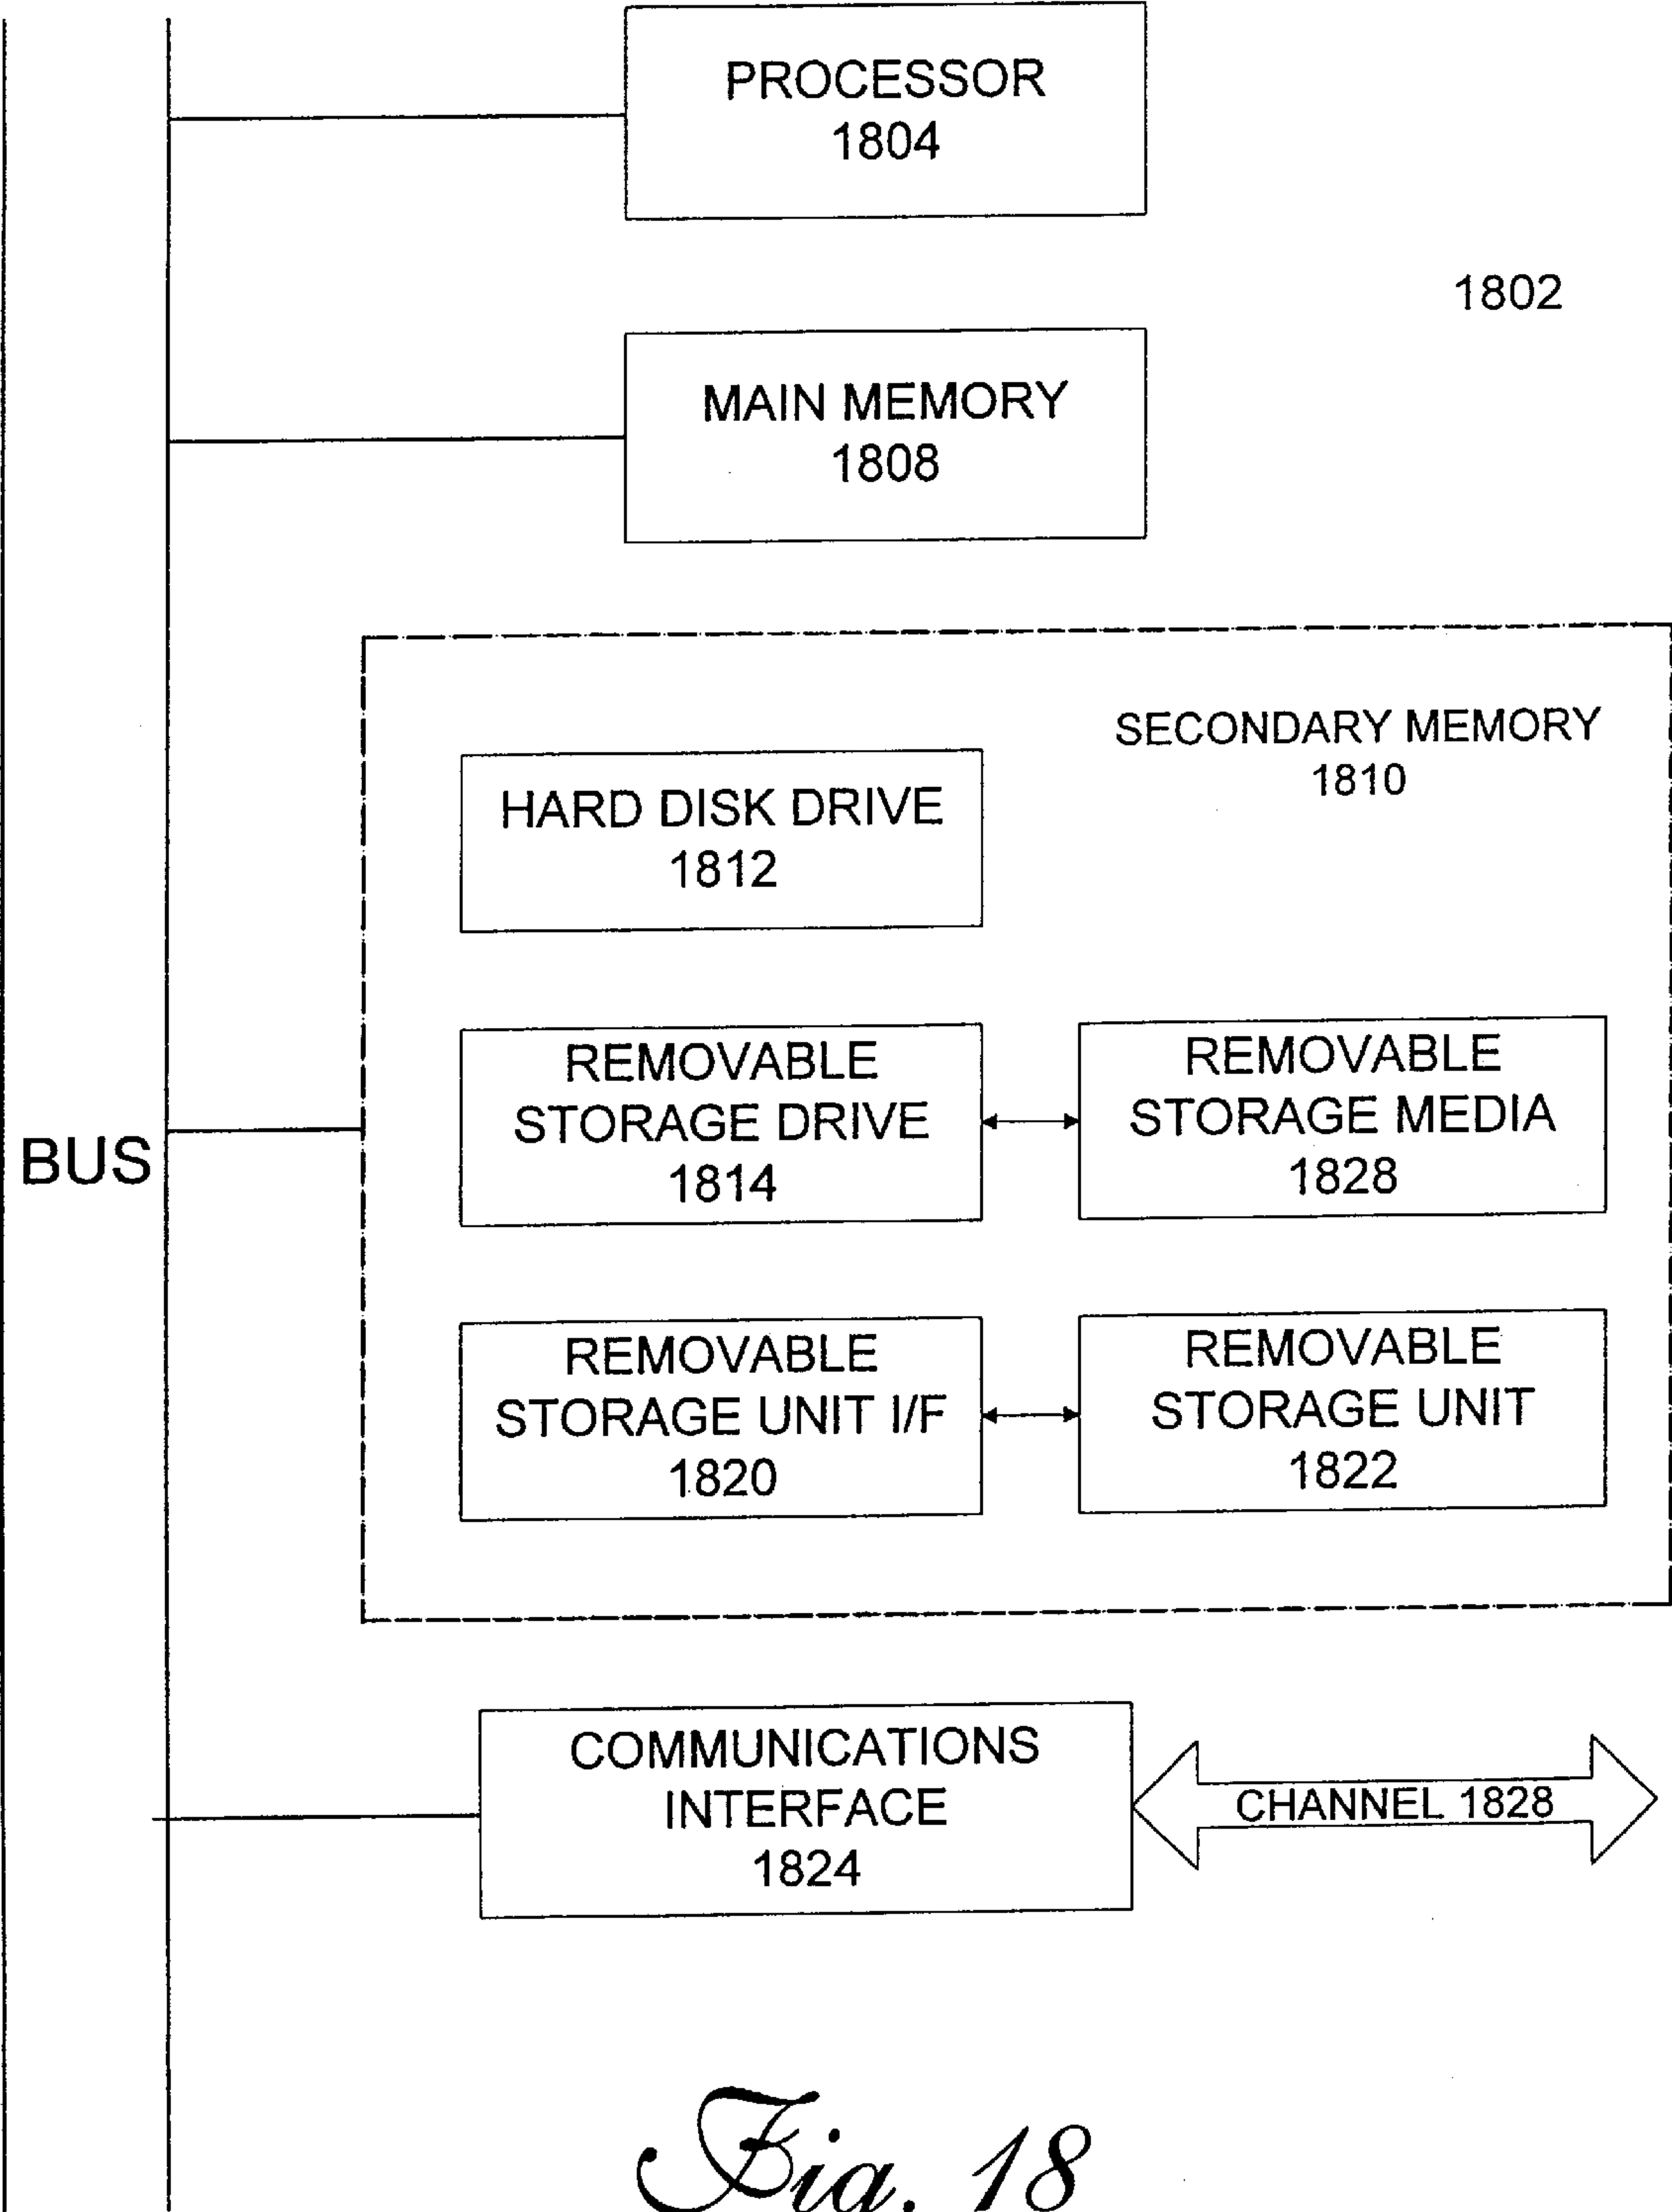 PROCESSOR
1804
1802
MAIN MEMORY
1808
SECONDARY MEMORY
1810
HARD DISK DRIVE
1812
REMOVABLE
STORAGE DRIVE
1814
REMOVABLE
STORAGE MEDIA
1828
BUS
REMOVABLE
STORAGE UNIT I/F
1820
REMOVABLE
STORAGE UNIT
1822
COMMUNICATIONS
INTERFACE
1824
CHANNEL 1828
Fig. 18